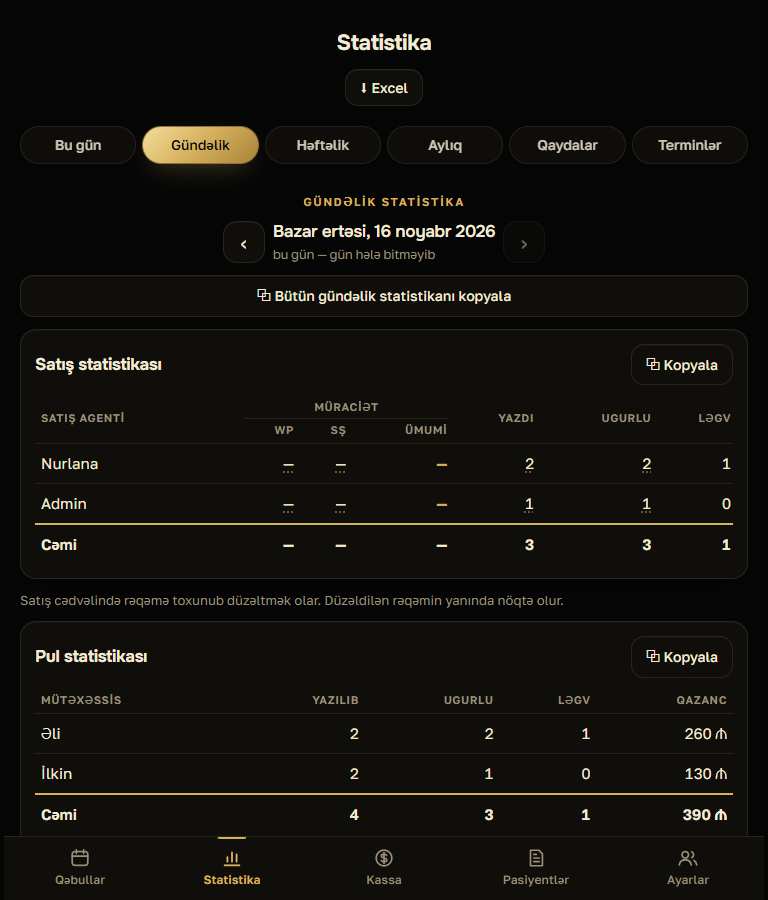 Statistika
⬇ Excel
Bu gün Gündəlik Həftəlik Aylıq Qaydalar Terminlər
GÜNDƏLİK STATİSTİKA
‹ Bazar ertəsi, 16 noyabr 2026 ›
bu gün — gün hələ bitməyib
Bütün gündəlik statistikanı kopyala
Satış statistikası Kopyala
MÜRACİƏT
SATIŞ AGENTİ YAZDI UGURLU LƏGV
WP SŞ ÜMUMİ
Nurlana — — — 2 2 1
Admin — — — 1 1 0
Cəmi — — — 3 3 1
Satış cədvəlində rəqəmə toxunub düzəltmək olar. Düzəldilən rəqəmin yanında nöqtə olur.
Pul statistikası Kopyala
MÜTƏXƏSSİS YAZILIB UGURLU LƏGV QAZANC
Əli 2 2 1 260 ₼
İlkin 2 1 0 130 ₼
Cəmi 4 3 1 390 ₼
Qəbullar Statistika Kassa Pasiyentlər Ayarlar